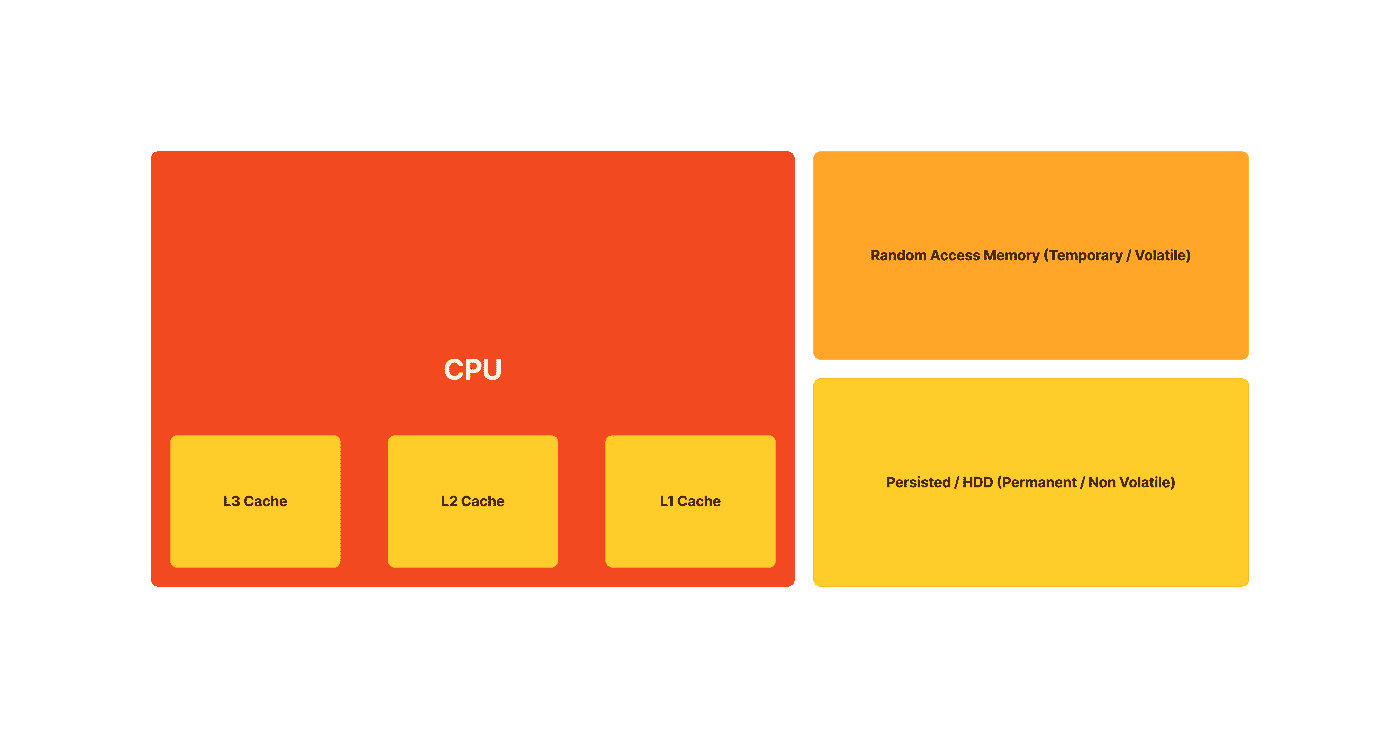 CPU
L3 Cache
L2 Cache
L1 Cache
Random Access Memory (Temporary / Volatile)
Persisted / HDD (Permanent / Non Volatile)